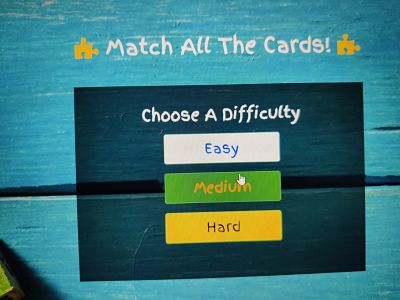 Match All The Cards!
Choose A Difficulty
Easy
Medium
Hard